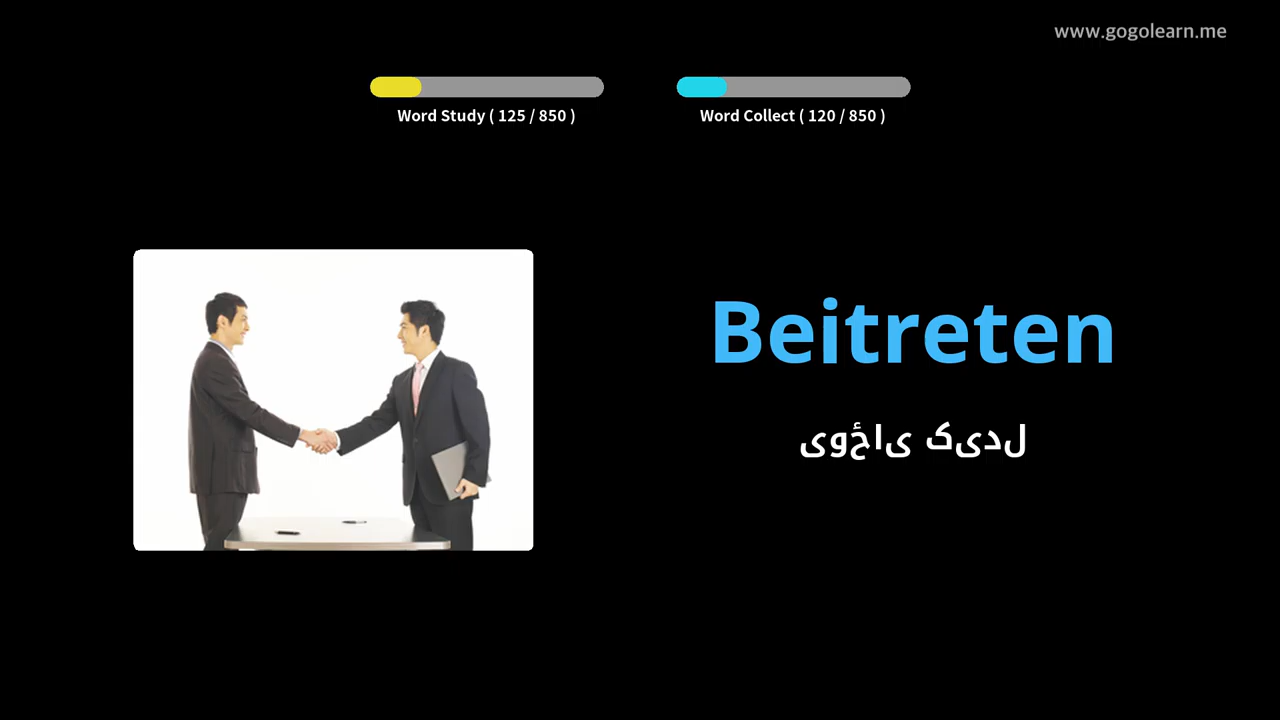 www.gogolearn.me
Word Study ( 125 / 850 )
Word Collect ( 120 / 850 )
Beitreten
لدیک یاځوی